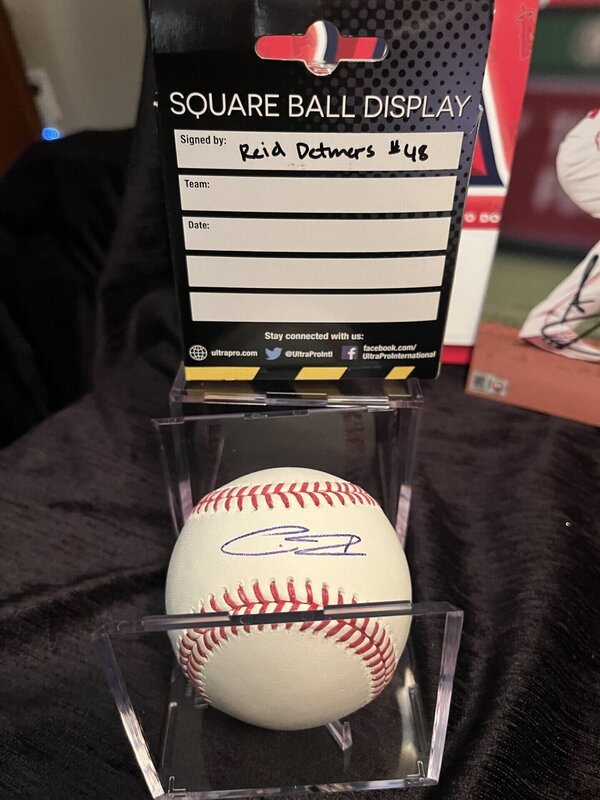 SQUARE BALL DISPLAY
Signed by: Reid Detmers #48
Team:
Date:
Stay connected with us:
ultrapro.com @UltraProIntl facebook.com/
UltraProInternational